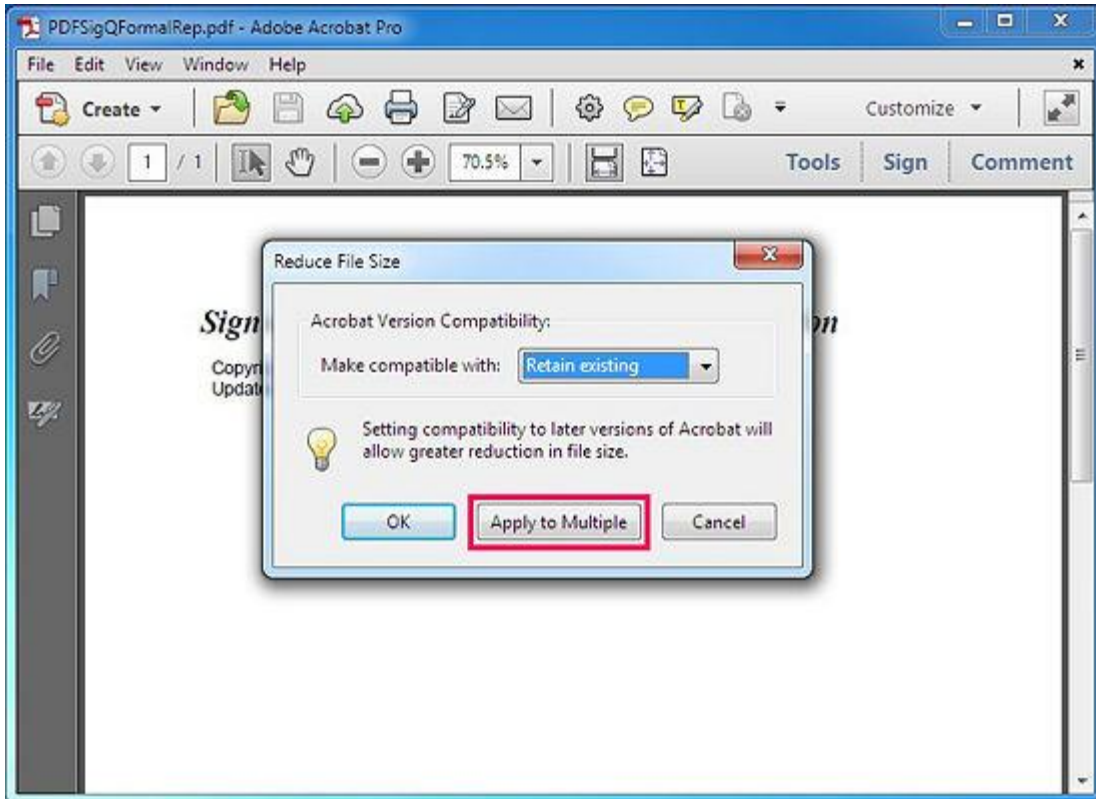 PDFSigQFormalRep.pdf - Adobe Acrobat Pro
File Edit View Window Help
Create Customize
1 / 1 70.5% Tools Sign Comment
Reduce File Size
Sign on
Acrobat Version Compatibility:
Make compatible with: Retain existing
Copyri
Updat
Setting compatibility to later versions of Acrobat will
allow greater reduction in file size.
OK Apply to Multiple Cancel